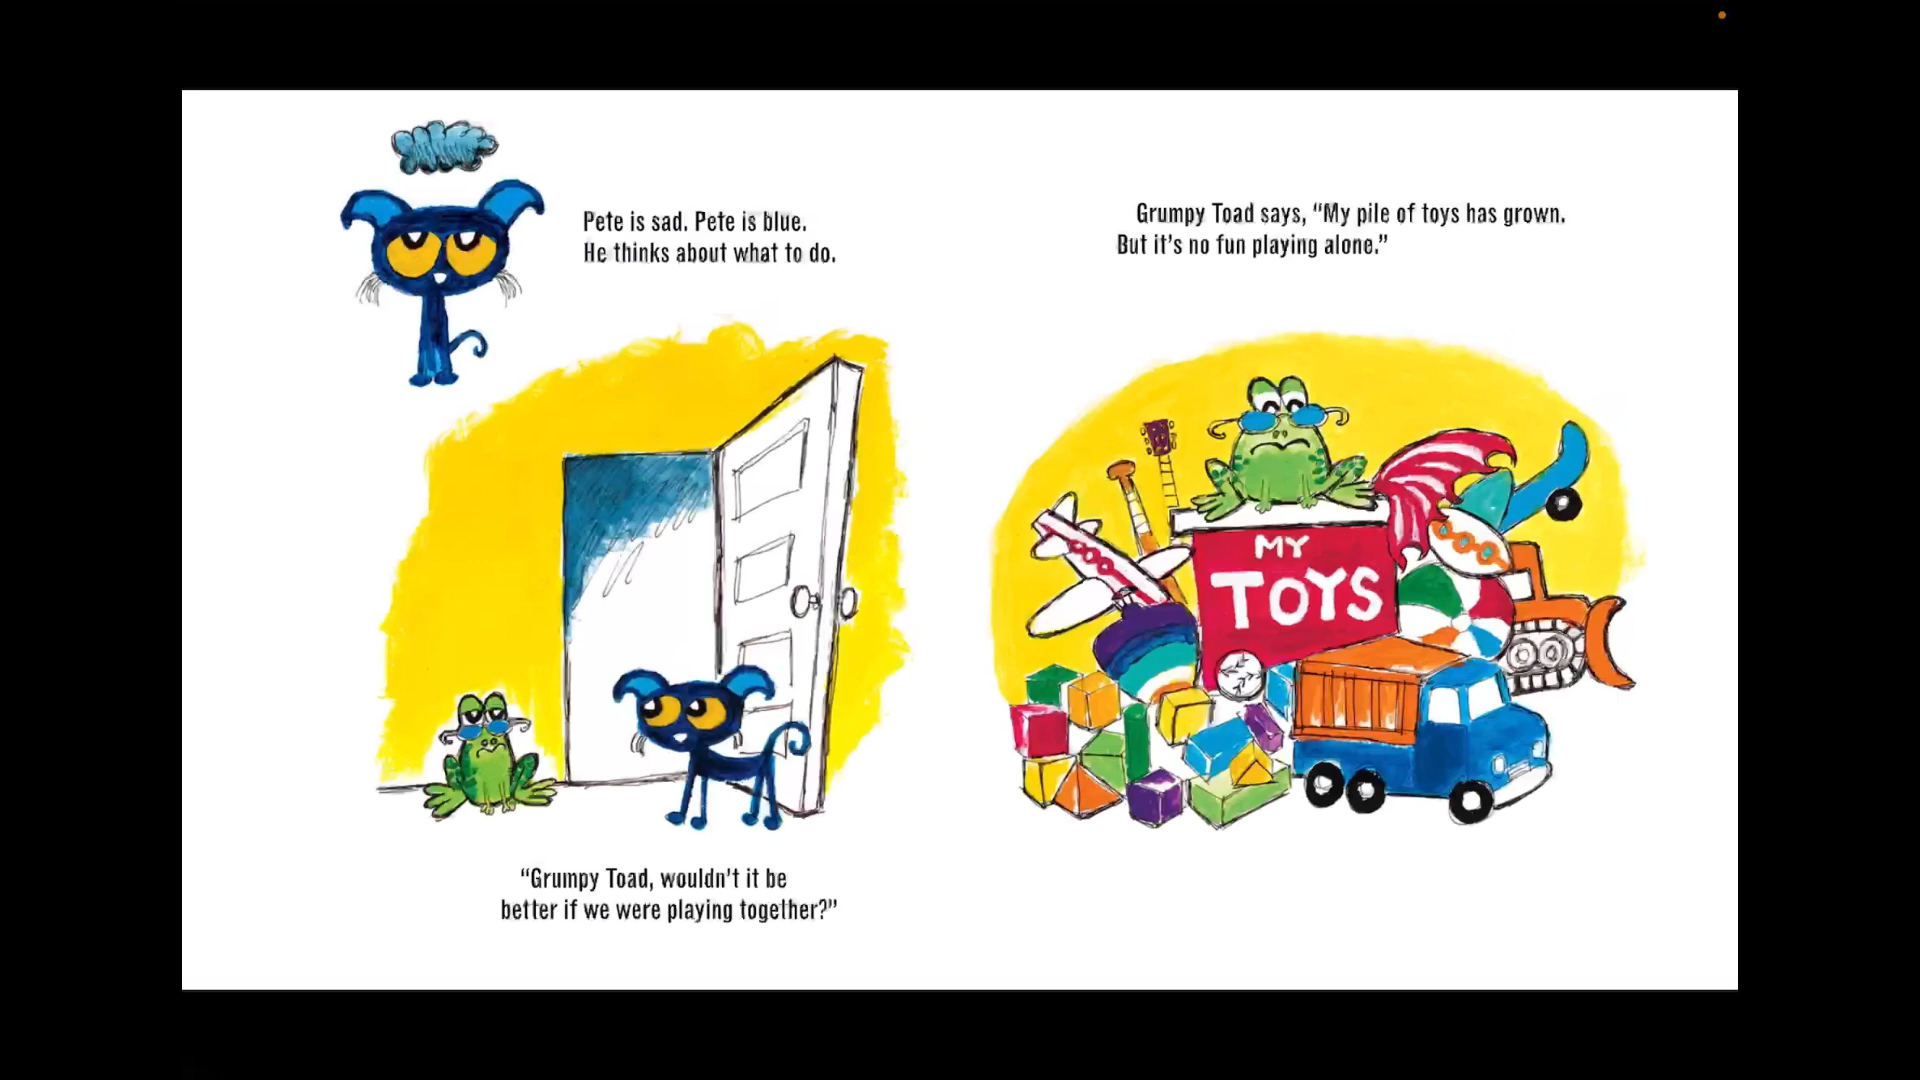 Pete is sad. Pete is blue.
He thinks about what to do.
"Grumpy Toad, wouldn't it be
better if we were playing together?"
Grumpy Toad says, "My pile of toys has grown.
But it's no fun playing alone."
MY
TOYS